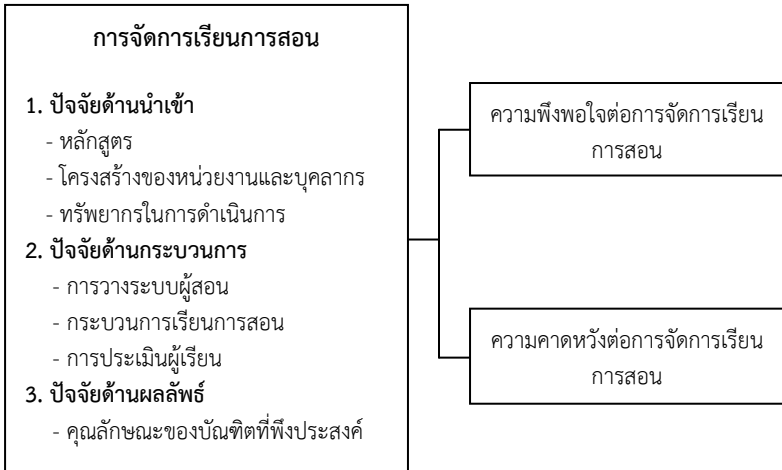 การจัดการเรียนการสอน
1. ปัจจัยด้านนำเข้า
- หลักสูตร
- โครงสร้างของหน่วยงานและบุคลากร
- ทรัพยากรในการดำเนินการ
2. ปัจจัยด้านกระบวนการ
- การวางระบบผู้สอน
- กระบวนการเรียนการสอน
- การประเมินผู้เรียน
3. ปัจจัยด้านผลลัพธ์
- คุณลักษณะของบัณฑิตที่พึงประสงค์
ความพึงพอใจต่อการจัดการเรียน
การสอน
ความคาดหวังต่อการจัดการเรียน
การสอน